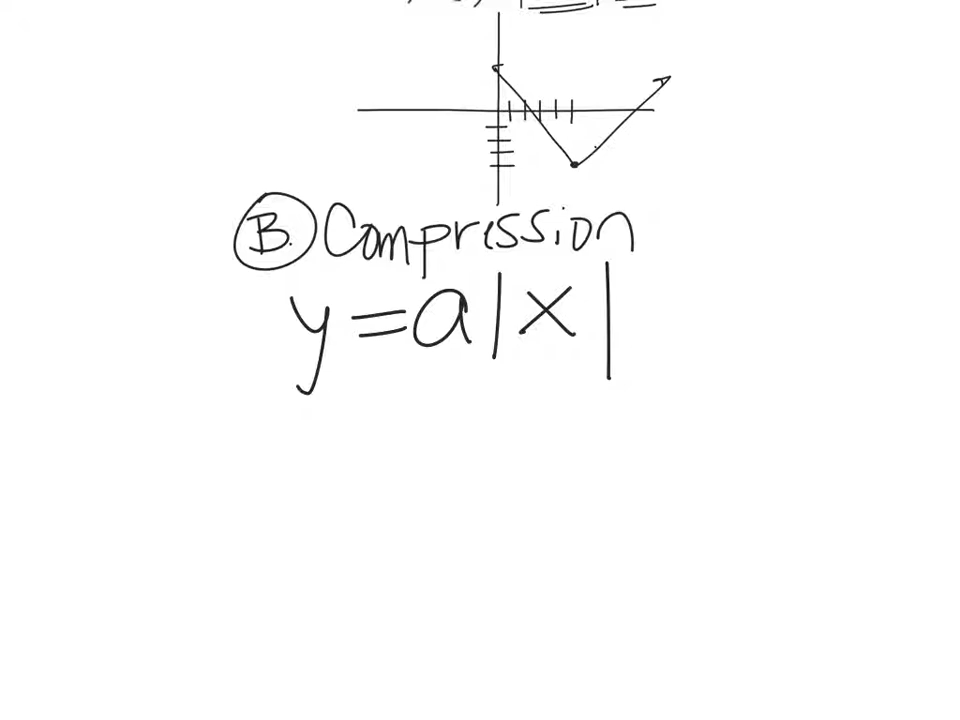 B. Compression
y = a|x|